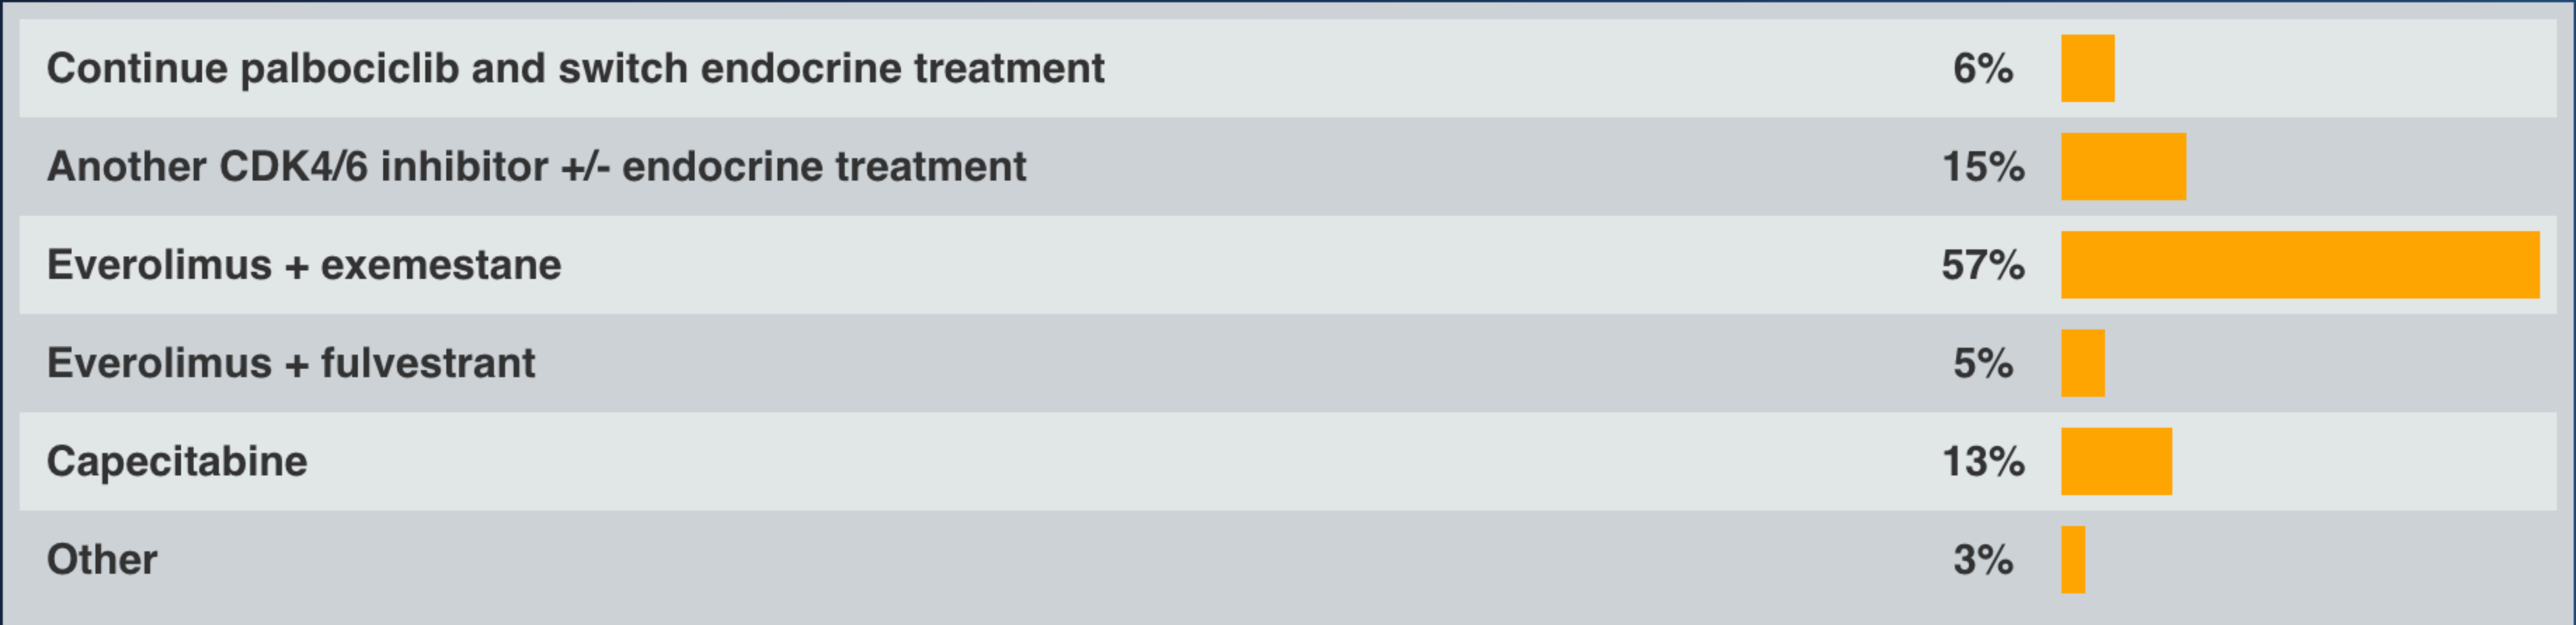 Continue palbociclib and switch endocrine treatment 6%
Another CDK4/6 inhibitor +/- endocrine treatment 15%
Everolimus + exemestane 57%
Everolimus + fulvestrant 5%
Capecitabine 13%
Other 3%